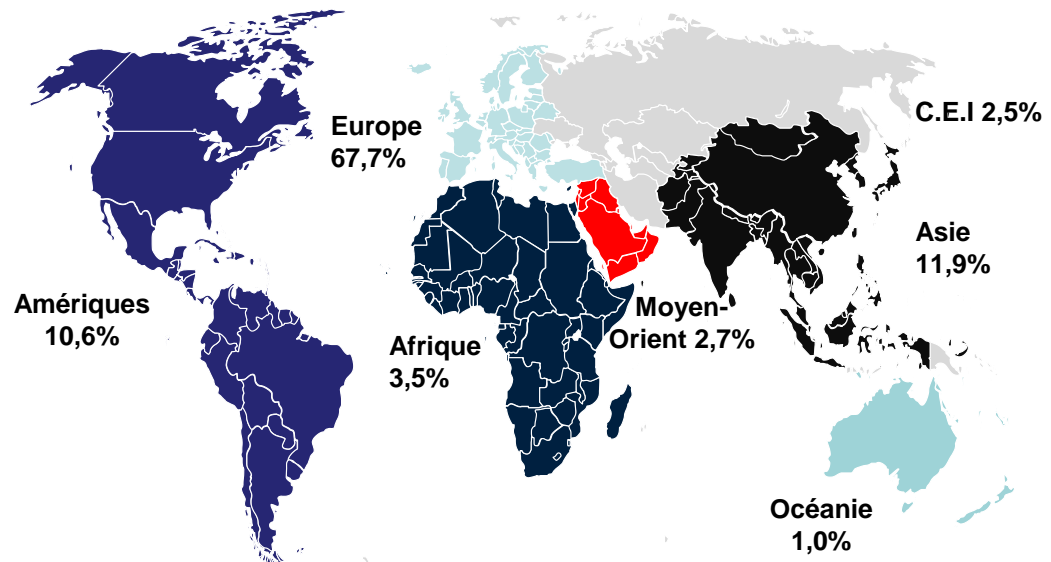 Europe
67,7%
C.E.I 2,5%
Asie
11,9%
Amériques
10,6%
Moyen-
Orient 2,7%
Afrique
3,5%
Océanie
1,0%